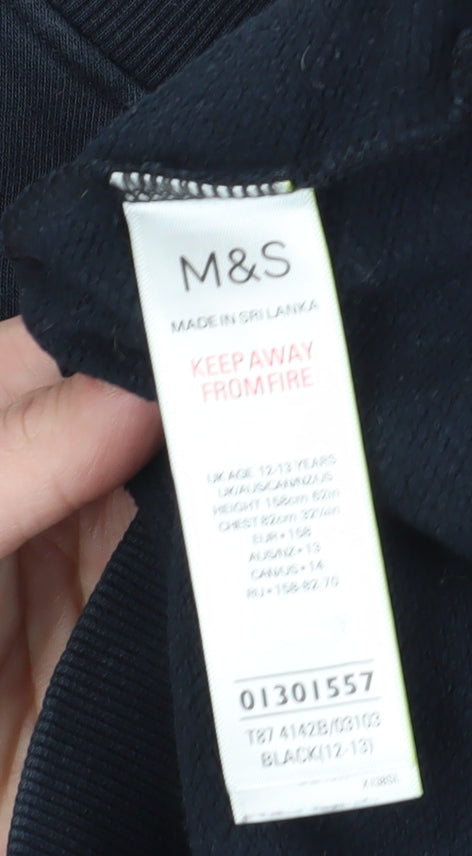 M&S
MADE IN SRI LANKA
KEEP AWAY
FROM FIRE
UK AGE 12-13 YEARS
HEIGHT 158cm 62in
CHEST 82cm
EUR•158
AUS/NZ•13
CAN/US•14
RU•158-82-70
01301557
T87 4142B/03103
BLACK(12-13)